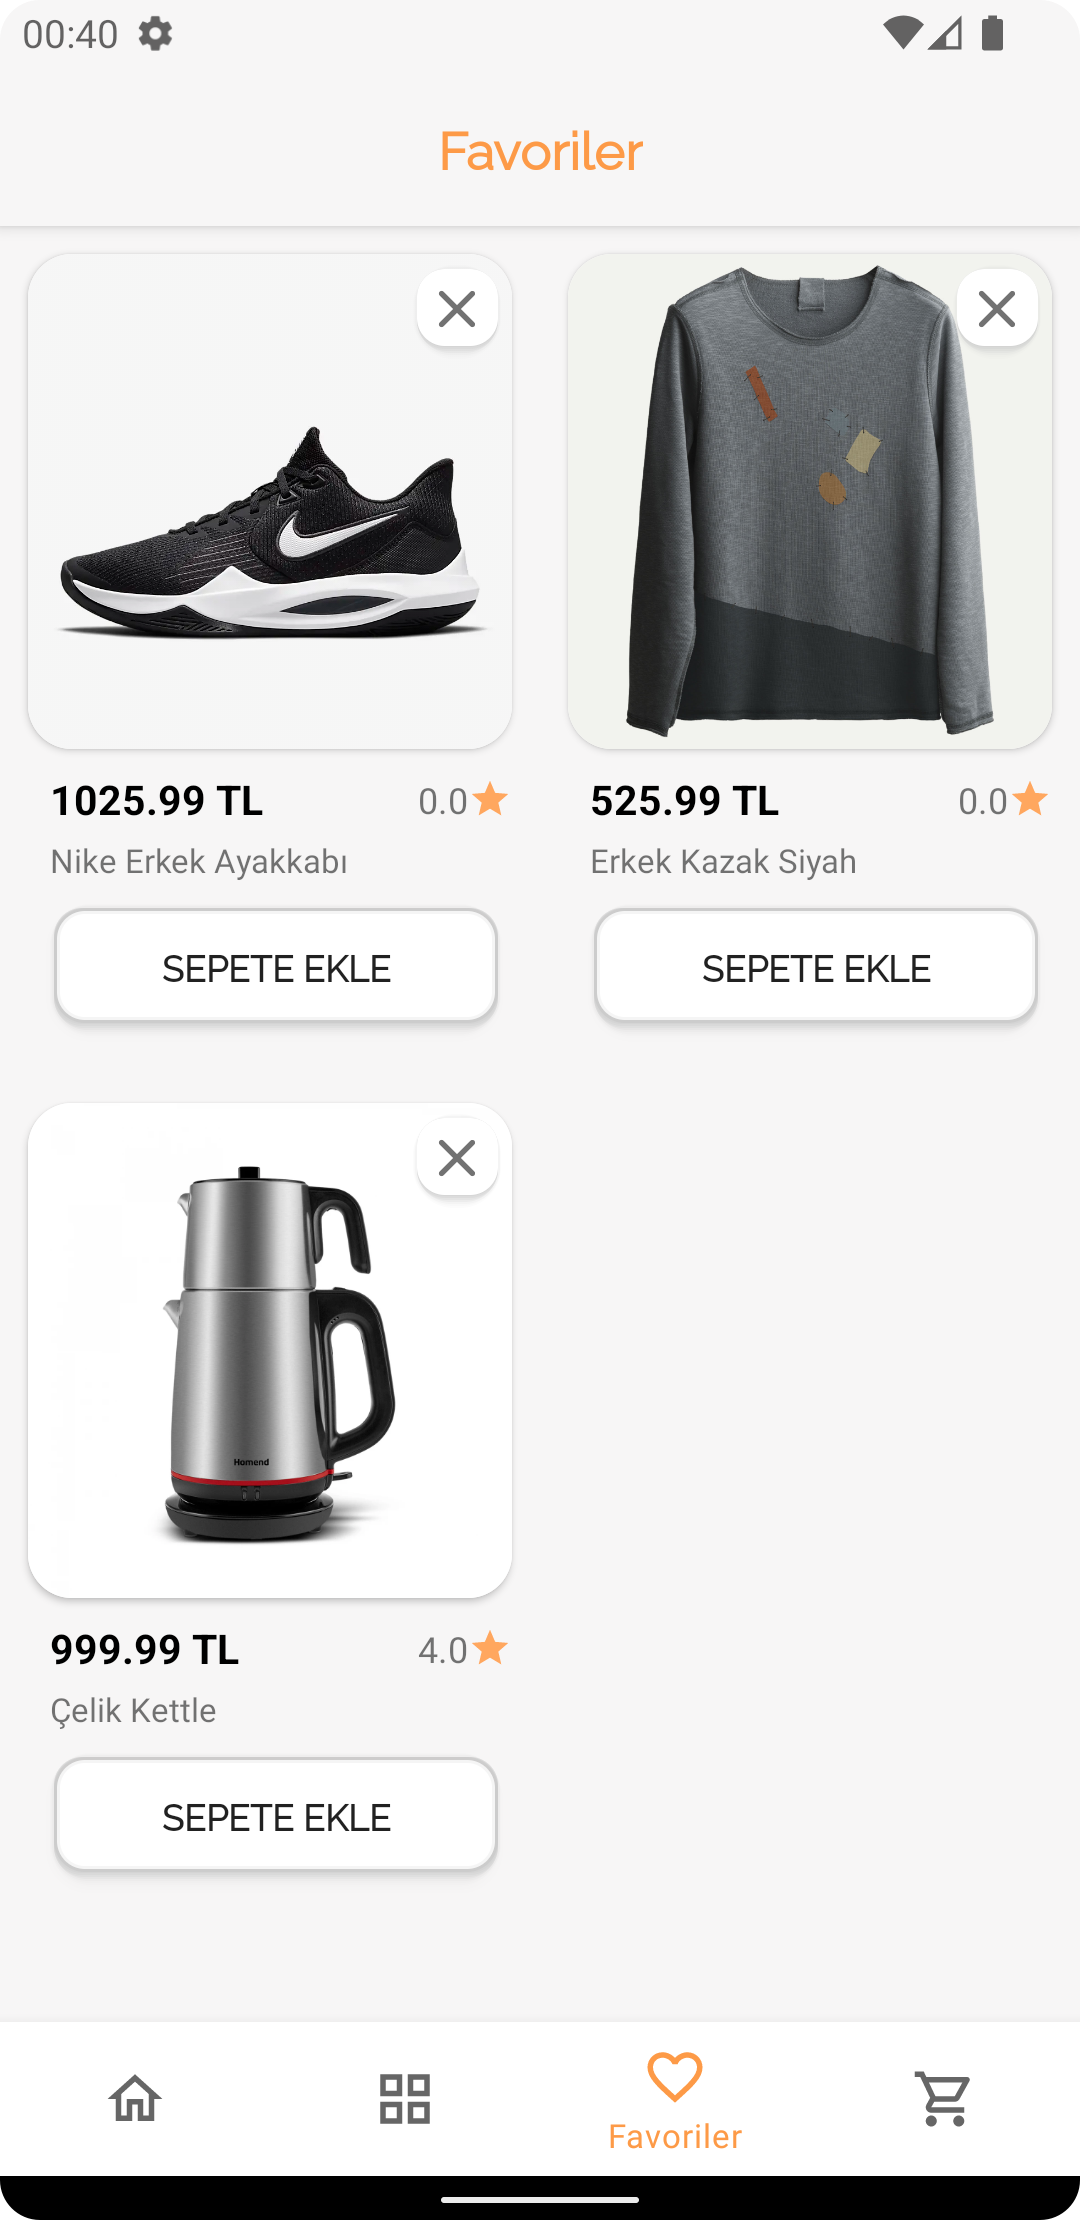 00:40
Favoriler
1025.99 TL
0.0
Nike Erkek Ayakkabı
SEPETE EKLE
525.99 TL
0.0
Erkek Kazak Siyah
SEPETE EKLE
Homend
999.99 TL
4.0
Çelik Kettle
SEPETE EKLE
Favoriler